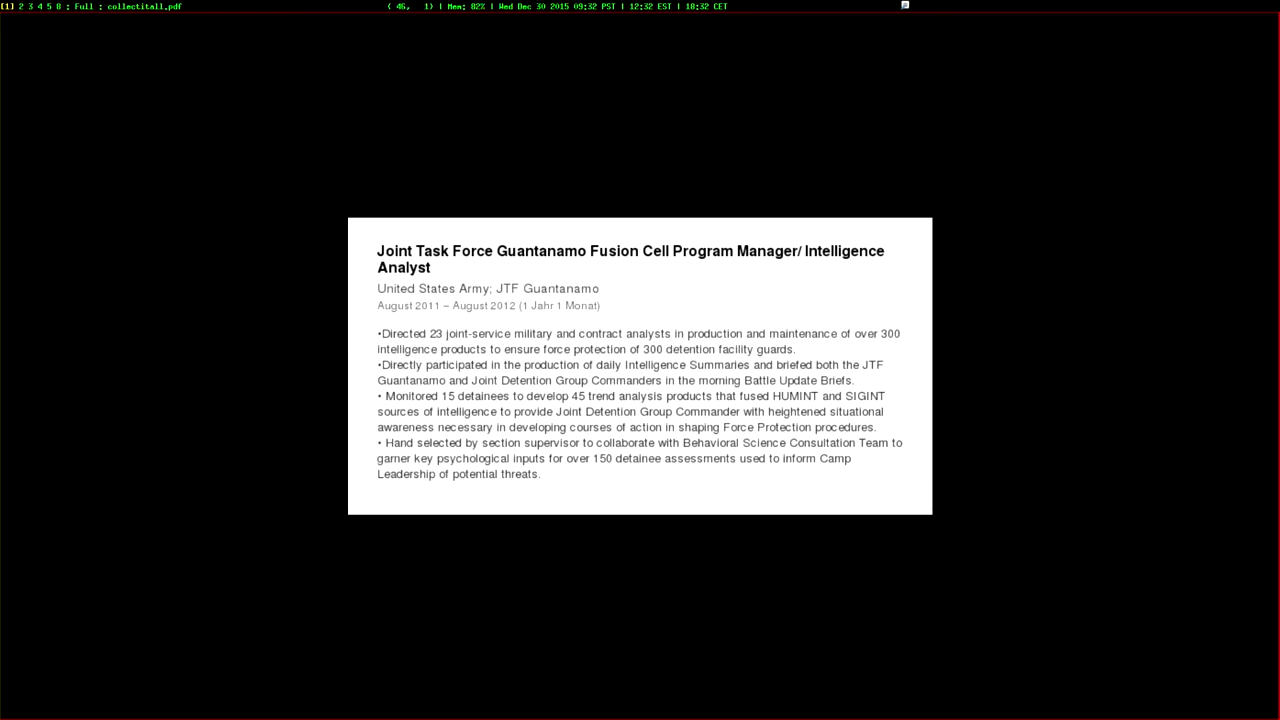 [1] 2 3 4 5 8 : Full : collectitall.pdf ( 46, 1) | Mem: 82% | Wed Dec 30 2015 09:32 PST | 12:32 EST | 18:32 CET
Joint Task Force Guantanamo Fusion Cell Program Manager/ Intelligence
Analyst
United States Army; JTF Guantanamo
August 2011 – August 2012 (1 Jahr 1 Monat)
•Directed 23 joint-service military and contract analysts in production and maintenance of over 300
intelligence products to ensure force protection of 300 detention facility guards.
•Directly participated in the production of daily Intelligence Summaries and briefed both the JTF
Guantanamo and Joint Detention Group Commanders in the morning Battle Update Briefs.
• Monitored 15 detainees to develop 45 trend analysis products that fused HUMINT and SIGINT
sources of intelligence to provide Joint Detention Group Commander with heightened situational
awareness necessary in developing courses of action in shaping Force Protection procedures.
• Hand selected by section supervisor to collaborate with Behavioral Science Consultation Team to
garner key psychological inputs for over 150 detainee assessments used to inform Camp
Leadership of potential threats.